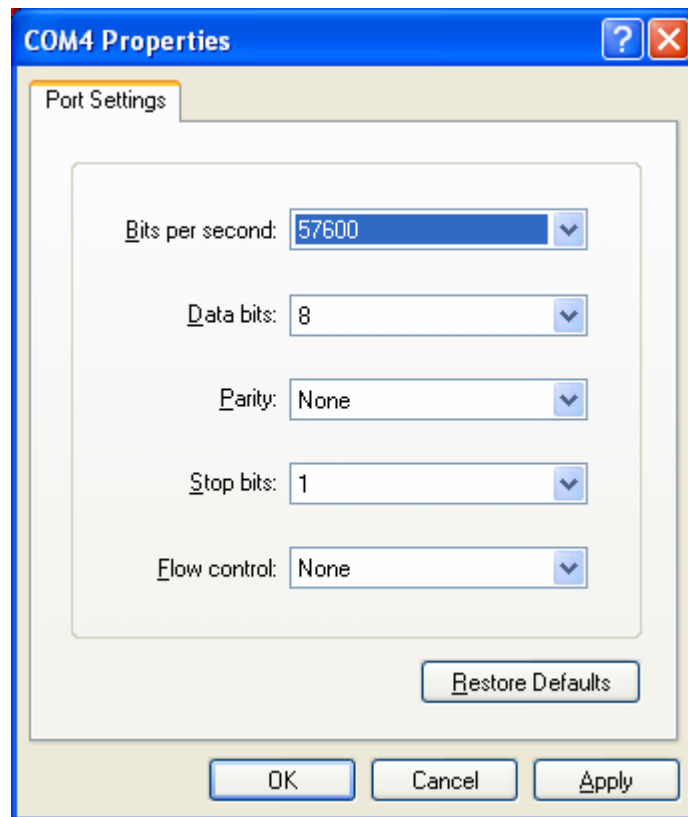 COM4 Properties
Port Settings
Bits per second: 57600
Data bits: 8
Parity: None
Stop bits: 1
Flow control: None
Restore Defaults
OK Cancel Apply